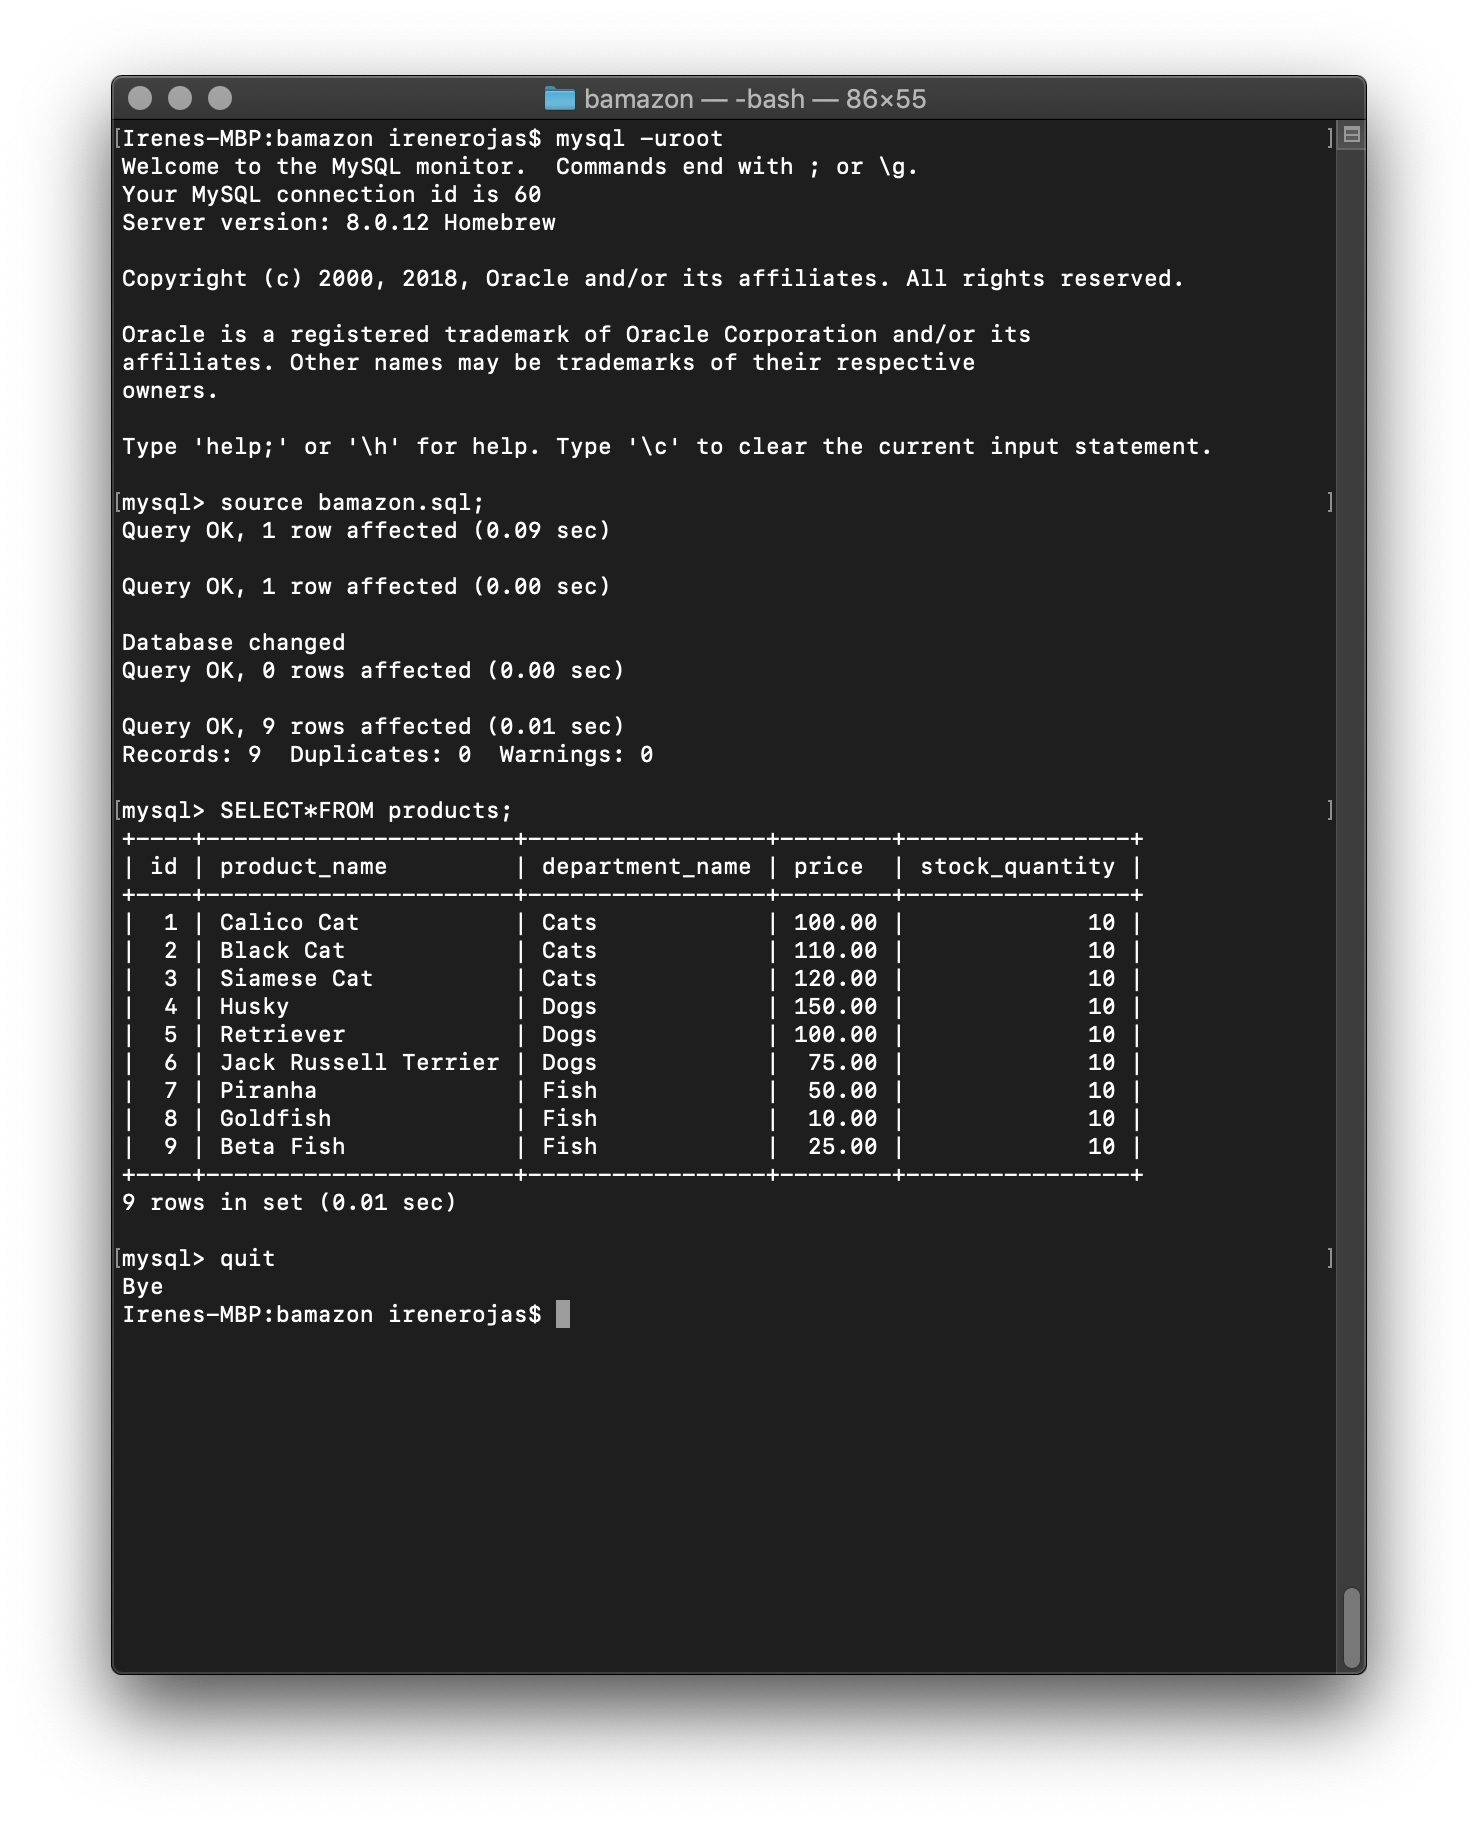 bamazon — -bash — 86×55
[Irenes-MBP:bamazon irenerojas$ mysql -uroot ]
Welcome to the MySQL monitor.  Commands end with ; or \g.
Your MySQL connection id is 60
Server version: 8.0.12 Homebrew
Copyright (c) 2000, 2018, Oracle and/or its affiliates. All rights reserved.
Oracle is a registered trademark of Oracle Corporation and/or its
affiliates. Other names may be trademarks of their respective
owners.
Type 'help;' or '\h' for help. Type '\c' to clear the current input statement.
[mysql> source bamazon.sql; ]
Query OK, 1 row affected (0.09 sec)
Query OK, 1 row affected (0.00 sec)
Database changed
Query OK, 0 rows affected (0.00 sec)
Query OK, 9 rows affected (0.01 sec)
Records: 9  Duplicates: 0  Warnings: 0
[mysql> SELECT*FROM products; ]
+----+----------------------+-----------------+--------+----------------+
| id | product_name         | department_name | price  | stock_quantity |
+----+----------------------+-----------------+--------+----------------+
|  1 | Calico Cat           | Cats            | 100.00 |             10 |
|  2 | Black Cat            | Cats            | 110.00 |             10 |
|  3 | Siamese Cat          | Cats            | 120.00 |             10 |
|  4 | Husky                | Dogs            | 150.00 |             10 |
|  5 | Retriever            | Dogs            | 100.00 |             10 |
|  6 | Jack Russell Terrier | Dogs            |  75.00 |             10 |
|  7 | Piranha              | Fish            |  50.00 |             10 |
|  8 | Goldfish             | Fish            |  10.00 |             10 |
|  9 | Beta Fish            | Fish            |  25.00 |             10 |
+----+----------------------+-----------------+--------+----------------+
9 rows in set (0.01 sec)
[mysql> quit ]
Bye
Irenes-MBP:bamazon irenerojas$